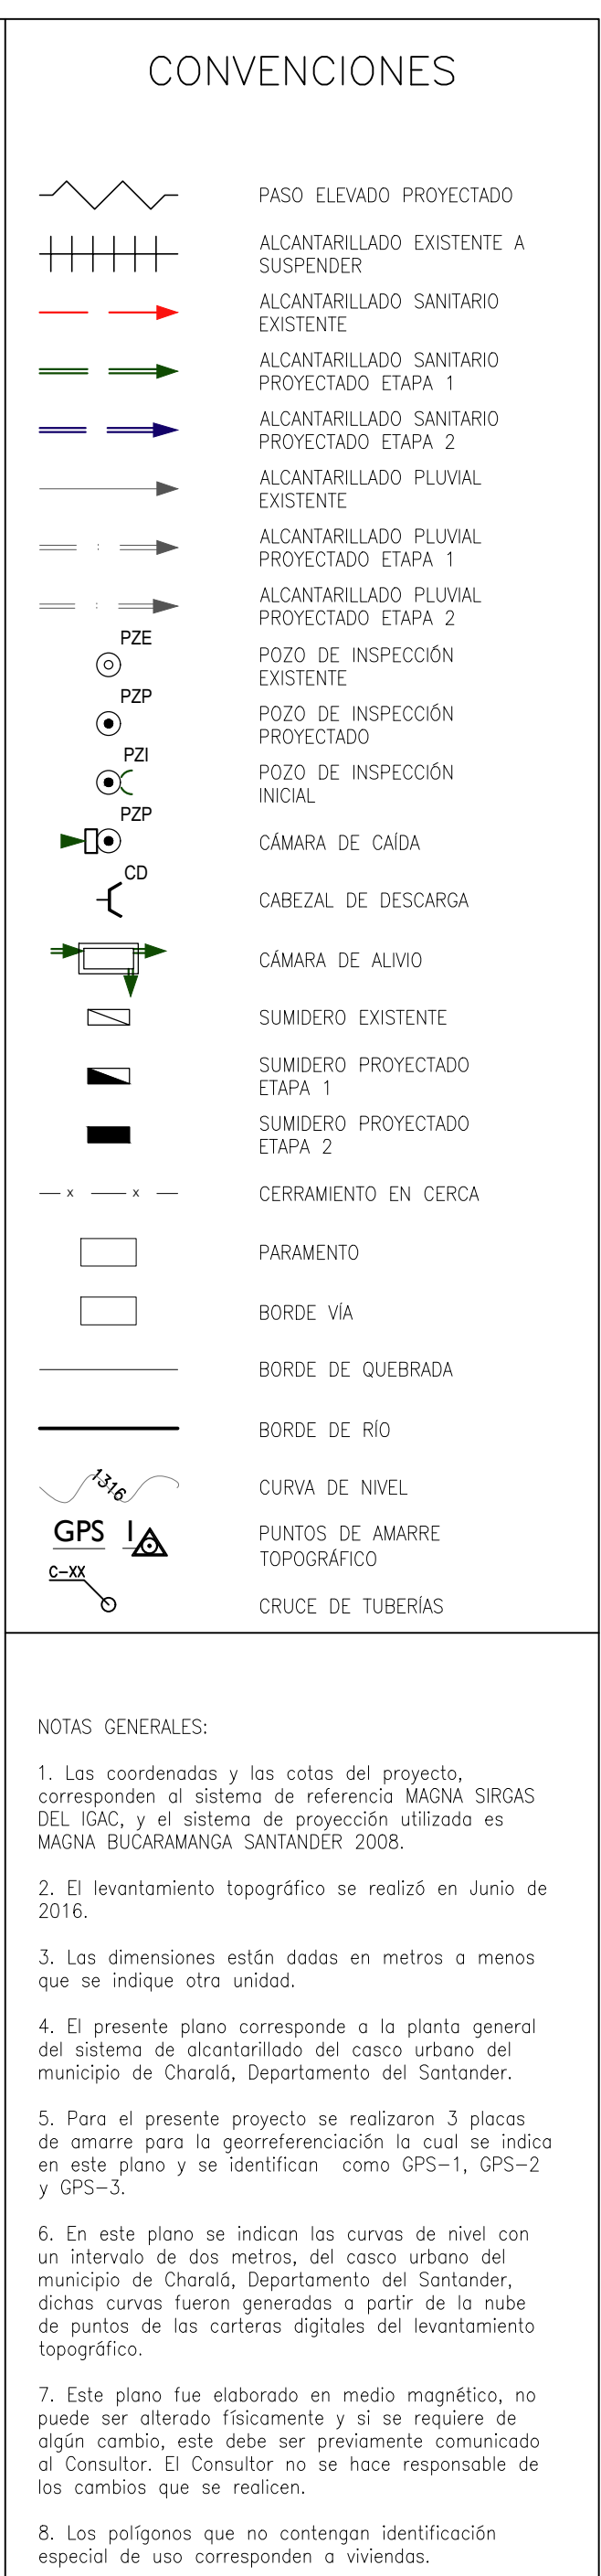 CONVENCIONES
PASO ELEVADO PROYECTADO
ALCANTARILLADO EXISTENTE A
SUSPENDER
ALCANTARILLADO SANITARIO
EXISTENTE
ALCANTARILLADO SANITARIO
PROYECTADO ETAPA 1
ALCANTARILLADO SANITARIO
PROYECTADO ETAPA 2
ALCANTARILLADO PLUVIAL
EXISTENTE
ALCANTARILLADO PLUVIAL
PROYECTADO ETAPA 1
ALCANTARILLADO PLUVIAL
PROYECTADO ETAPA 2
PZE
POZO DE INSPECCIÓN
EXISTENTE
PZP
POZO DE INSPECCIÓN
PROYECTADO
PZI
POZO DE INSPECCIÓN
INICIAL
PZP
CÁMARA DE CAÍDA
CD
CABEZAL DE DESCARGA
CÁMARA DE ALIVIO
SUMIDERO EXISTENTE
SUMIDERO PROYECTADO
ETAPA 1
SUMIDERO PROYECTADO
ETAPA 2
x x
CERRAMIENTO EN CERCA
PARAMENTO
BORDE VÍA
BORDE DE QUEBRADA
BORDE DE RÍO
1316
CURVA DE NIVEL
GPS I
PUNTOS DE AMARRE
TOPOGRÁFICO
C-XX
CRUCE DE TUBERÍAS
NOTAS GENERALES:
1. Las coordenadas y las cotas del proyecto,
corresponden al sistema de referencia MAGNA SIRGAS
DEL IGAC, y el sistema de proyección utilizada es
MAGNA BUCARAMANGA SANTANDER 2008.
2. El levantamiento topográfico se realizó en Junio de
2016.
3. Las dimensiones están dadas en metros a menos
que se indique otra unidad.
4. El presente plano corresponde a la planta general
del sistema de alcantarillado del casco urbano del
municipio de Charalá, Departamento del Santander.
5. Para el presente proyecto se realizaron 3 placas
de amarre para la georreferenciación la cual se indica
en este plano y se identifican como GPS-1, GPS-2
y GPS-3.
6. En este plano se indican las curvas de nivel con
un intervalo de dos metros, del casco urbano del
municipio de Charalá, Departamento del Santander,
dichas curvas fueron generadas a partir de la nube
de puntos de las carteras digitales del levantamiento
topográfico.
7. Este plano fue elaborado en medio magnético, no
puede ser alterado físicamente y si se requiere de
algún cambio, este debe ser previamente comunicado
al Consultor. El Consultor no se hace responsable de
los cambios que se realicen.
8. Los polígonos que no contengan identificación
especial de uso corresponden a viviendas.